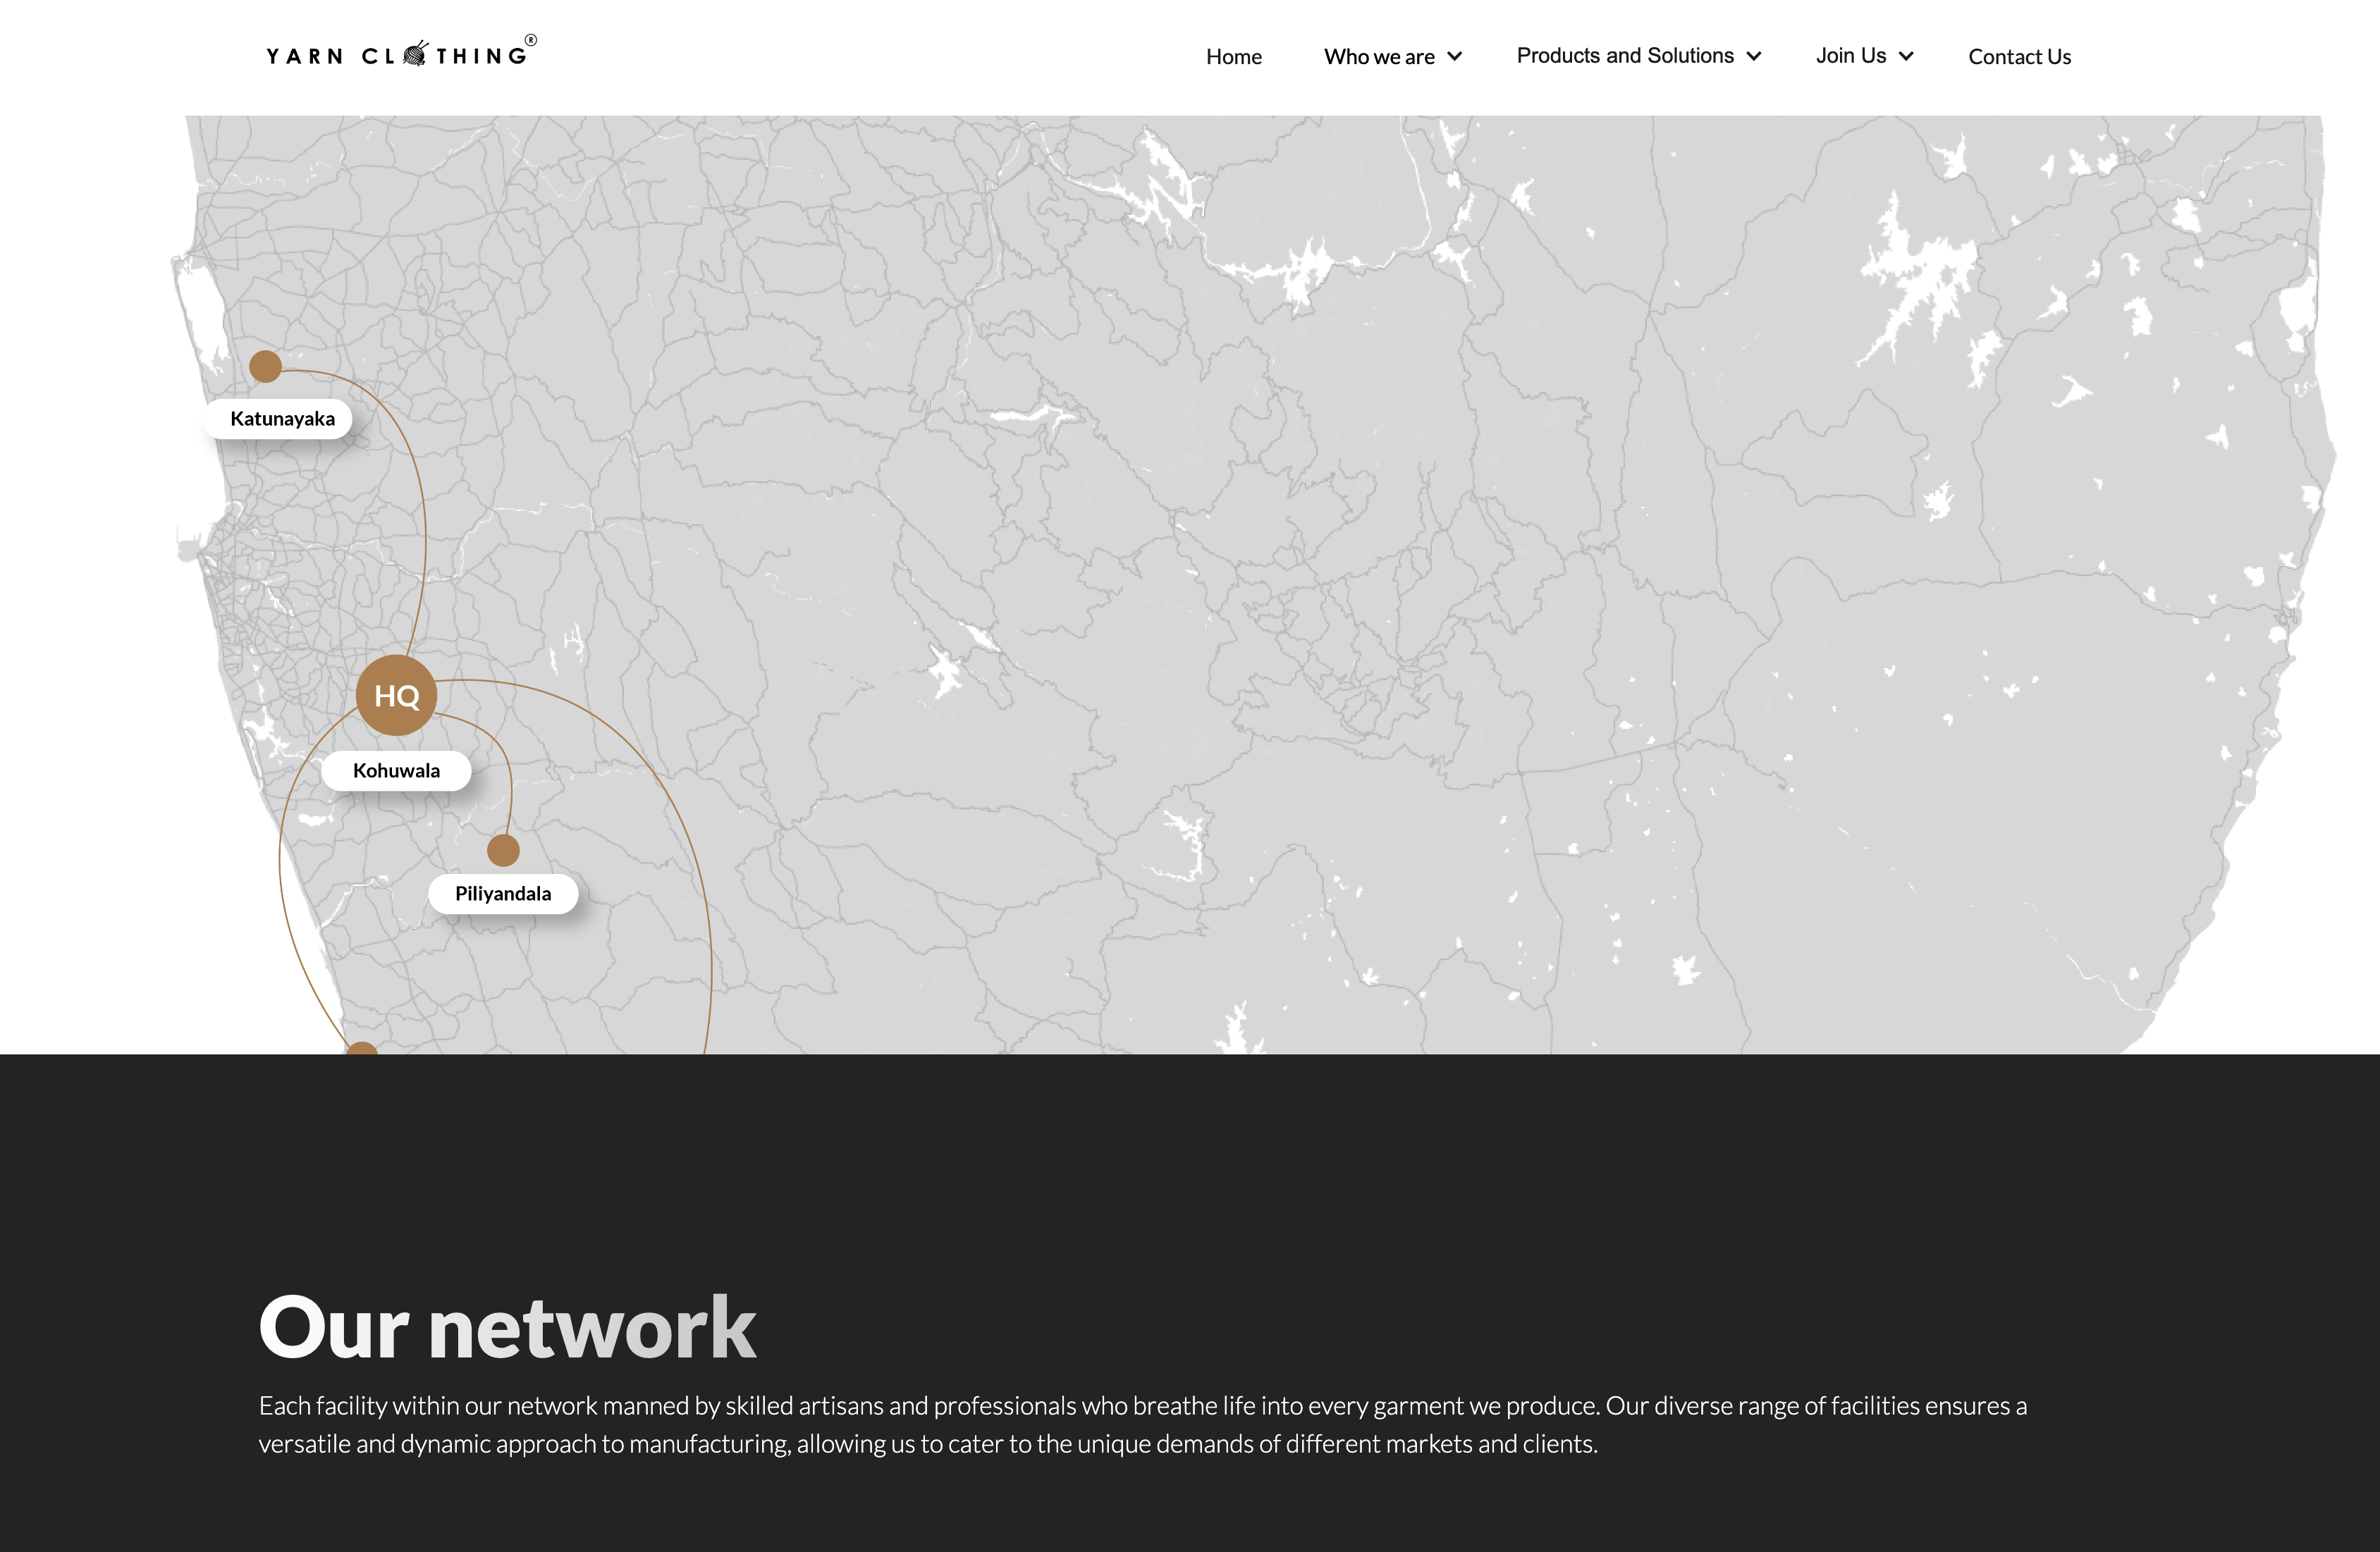 YARN CLOTHING®
Home
Who we are
Products and Solutions
Join Us
Contact Us
Katunayaka
HQ
Kohuwala
Piliyandala
Our network
Each facility within our network manned by skilled artisans and professionals who breathe life into every garment we produce. Our diverse range of facilities ensures a
versatile and dynamic approach to manufacturing, allowing us to cater to the unique demands of different markets and clients.